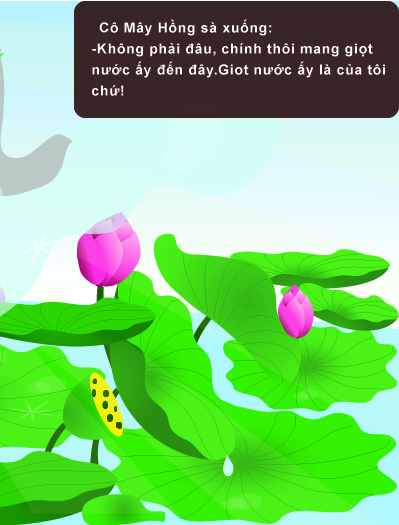 Cô Mây Hồng sà xuống:
-Không phải đâu, chính thôi mang giọt
nước ấy đến đây.Giot nước ấy là của tôi
chứ!